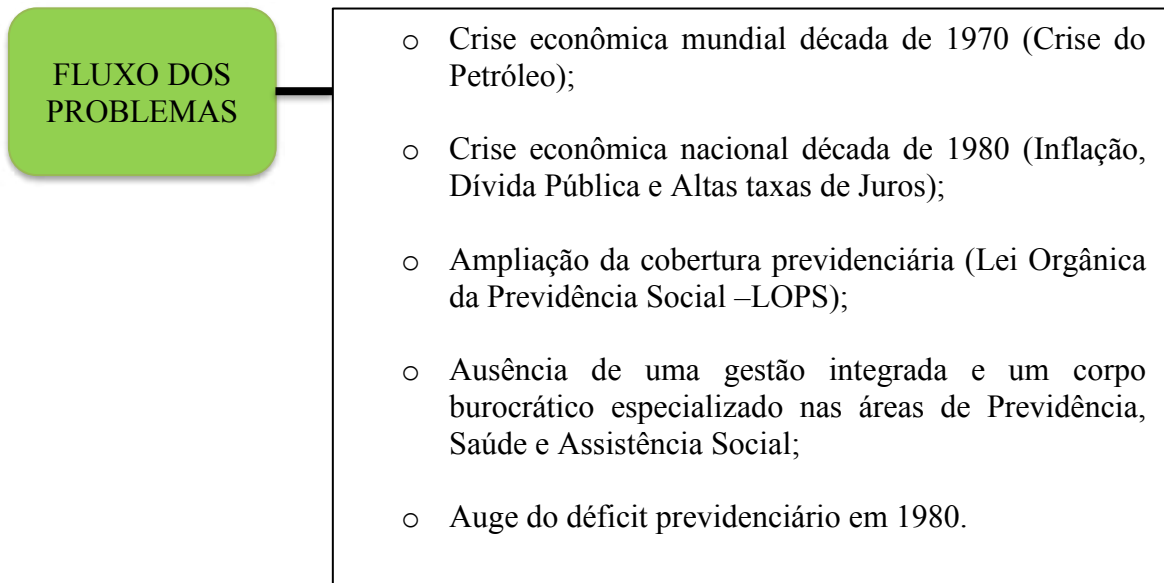 FLUXO DOS
PROBLEMAS
o Crise econômica mundial década de 1970 (Crise do
Petróleo);
o Crise econômica nacional década de 1980 (Inflação,
Dívida Pública e Altas taxas de Juros);
o Ampliação da cobertura previdenciária (Lei Orgânica
da Previdência Social –LOPS);
o Ausência de uma gestão integrada e um corpo
burocrático especializado nas áreas de Previdência,
Saúde e Assistência Social;
o Auge do déficit previdenciário em 1980.